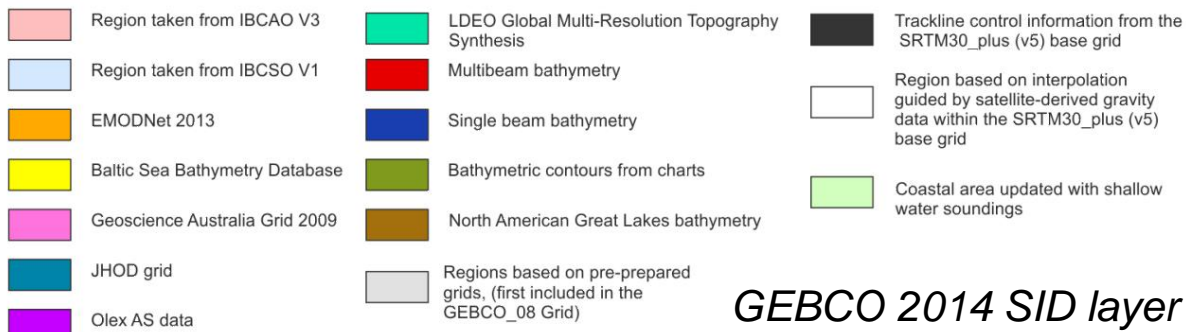 Region taken from IBCAO V3
Region taken from IBCSO V1
EMODNet 2013
Baltic Sea Bathymetry Database
Geoscience Australia Grid 2009
JHOD grid
Olex AS data
LDEO Global Multi-Resolution Topography
Synthesis
Multibeam bathymetry
Single beam bathymetry
Bathymetric contours from charts
North American Great Lakes bathymetry
Regions based on pre-prepared
grids, (first included in the
GEBCO_08 Grid)
Trackline control information from the
SRTM30_plus (v5) base grid
Region based on interpolation
guided by satellite-derived gravity
data within the SRTM30_plus (v5)
base grid
Coastal area updated with shallow
water soundings
GEBCO 2014 SID layer